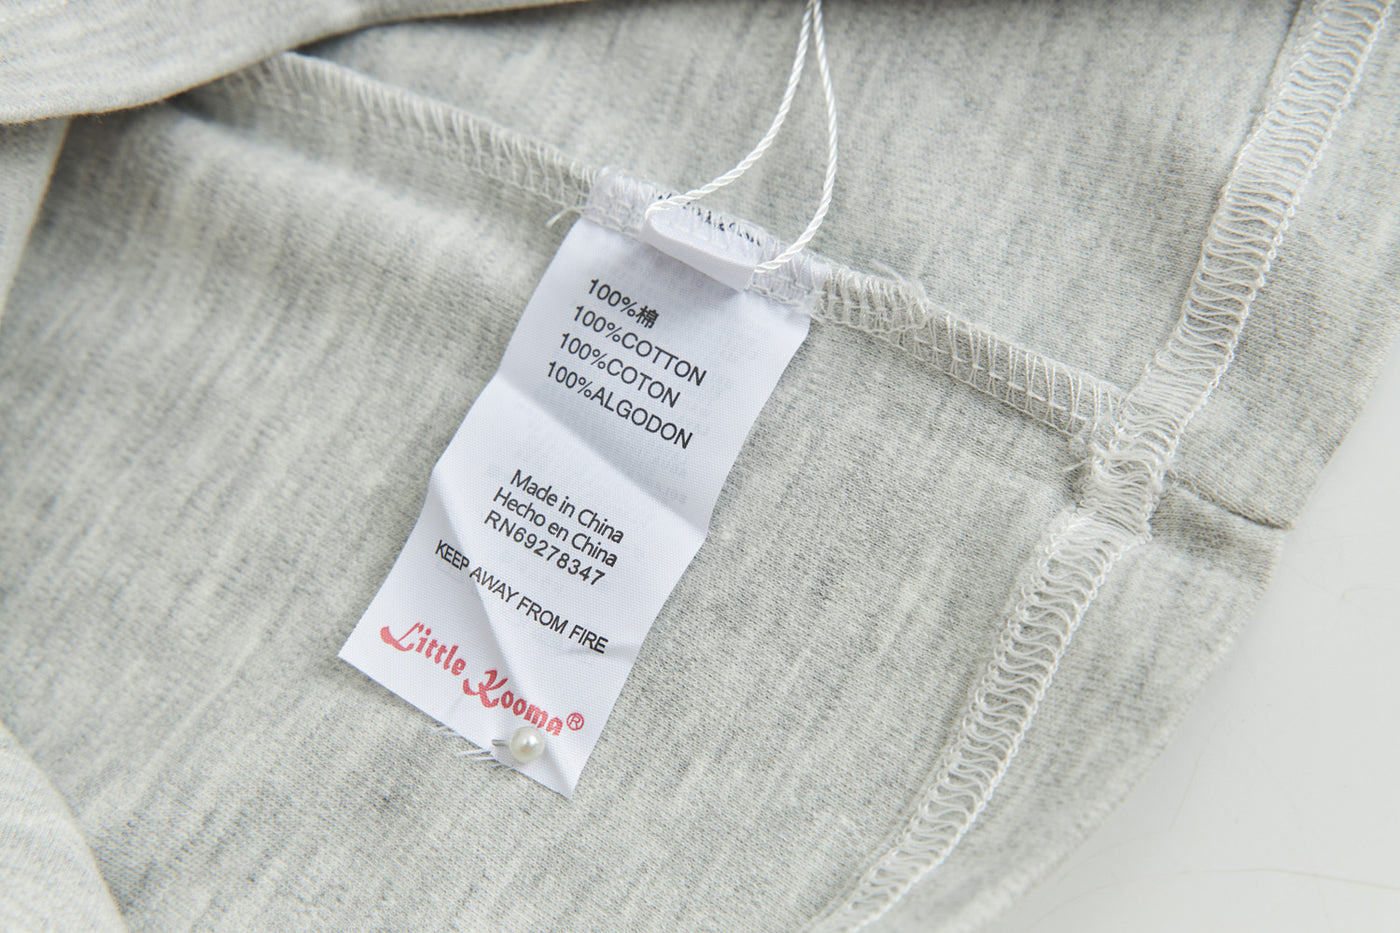 100%棉
100%COTTON
100%COTON
100%ALGODON
Made in China
Hecho en China
RN69278347
KEEP AWAY FROM FIRE
Little Kooma®